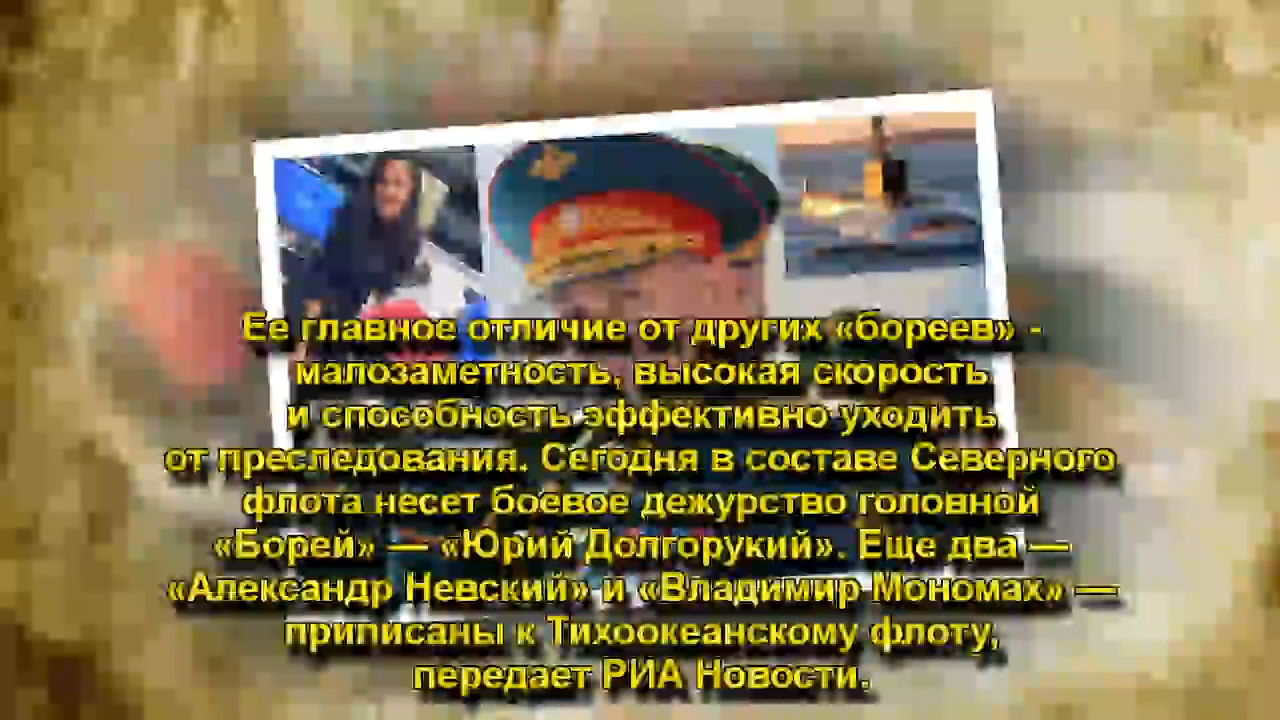 Ее главное отличие от других «бореев» -
малозаметность, высокая скорость
и способность эффективно уходить
от преследования. Сегодня в составе Северного
флота несет боевое дежурство головной
«Борей» — «Юрий Долгорукий». Еще два —
«Александр Невский» и «Владимир Мономах» —
приписаны к Тихоокеанскому флоту,
передает РИА Новости.